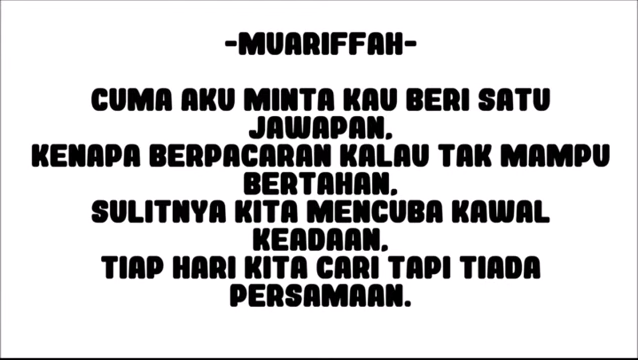 -MUARIFFAH-
CUMA AKU MINTA KAU BERI SATU
JAWAPAN,
KENAPA BERPACARAN KALAU TAK MAMPU
BERTAHAN,
SULITNYA KITA MENCUBA KAWAL
KEADAAN,
TIAP HARI KITA CARI TAPI TIADA
PERSAMAAN.